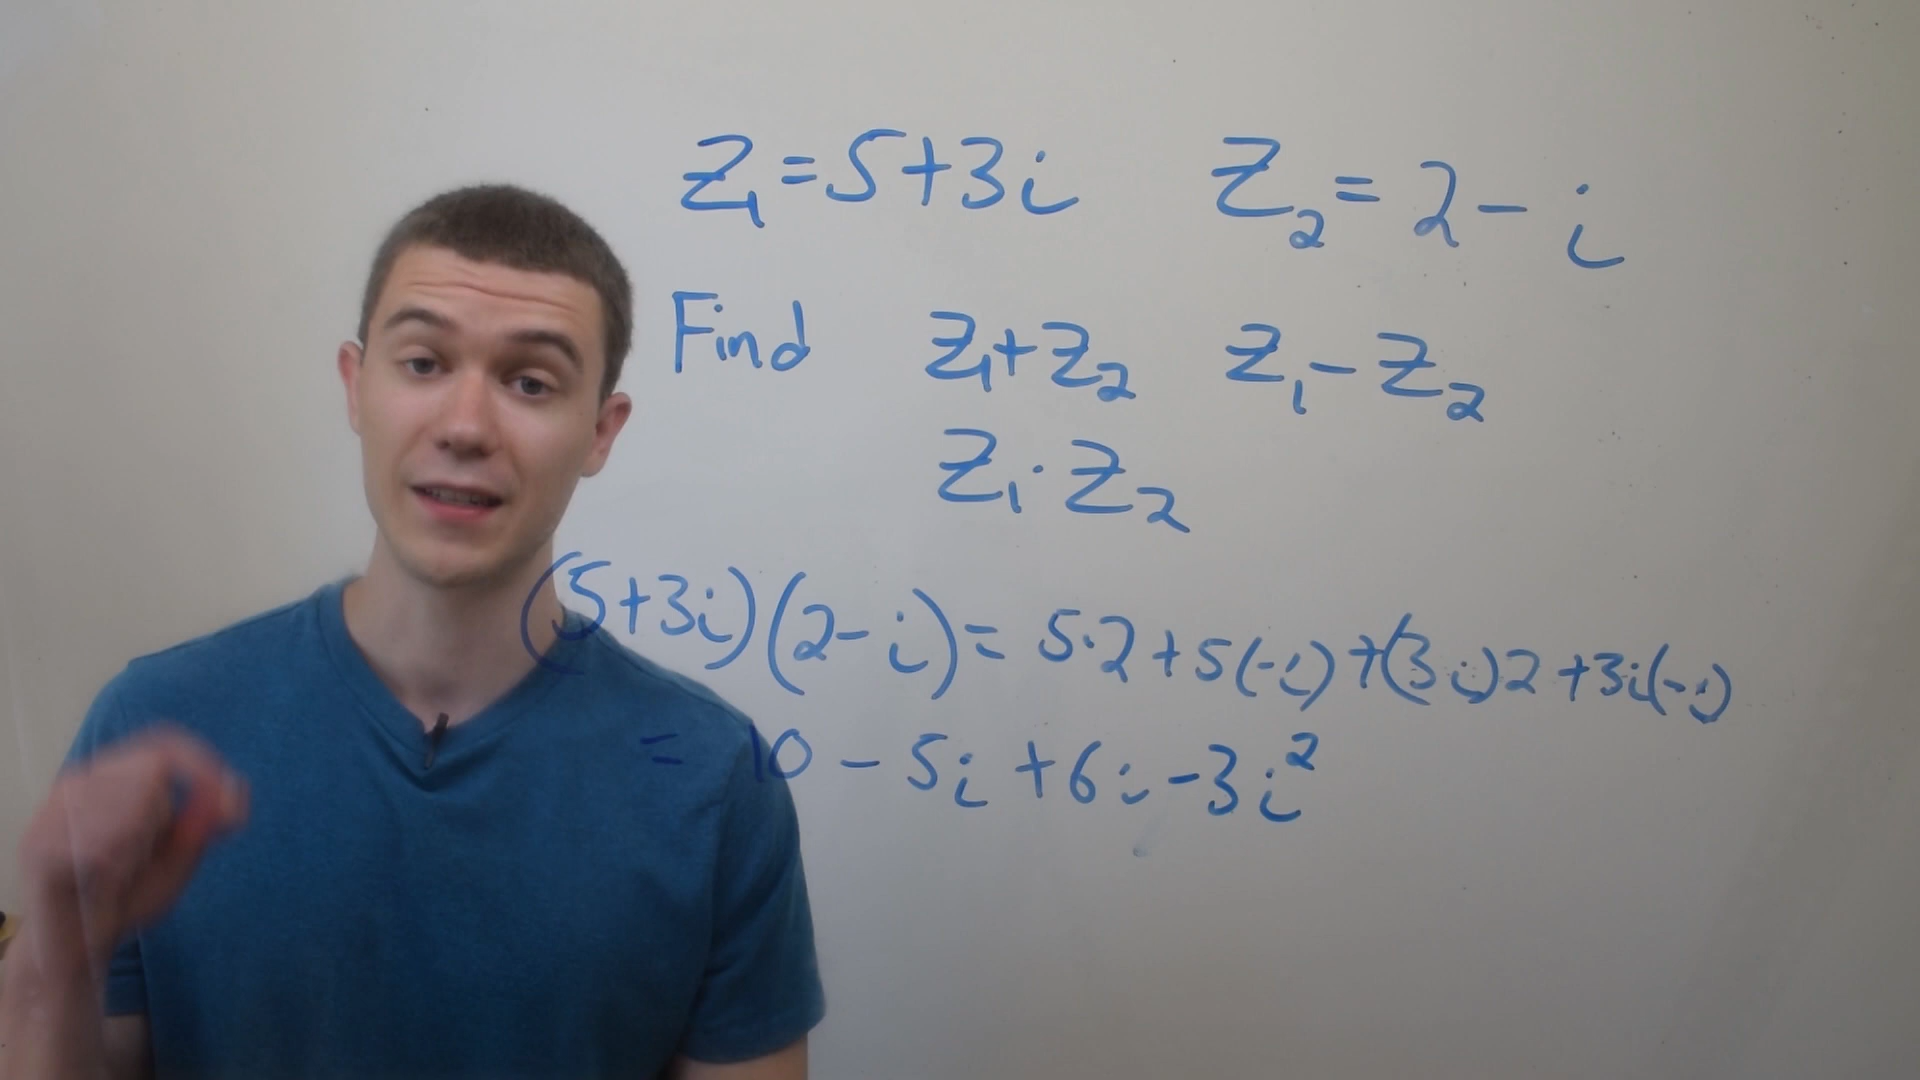 z₁=5+3i z₂=2-i
Find z₁+z₂ z₁-z₂
z₁·z₂
(5+3i)(2-i)=5·2+5(-i)+(3i)2+3i(-i)
=10-5i+6i-3i²